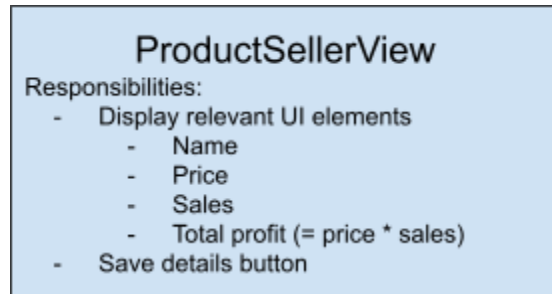 ProductSellerView
Responsibilities:
- Display relevant UI elements
- Name
- Price
- Sales
- Total profit (= price * sales)
- Save details button